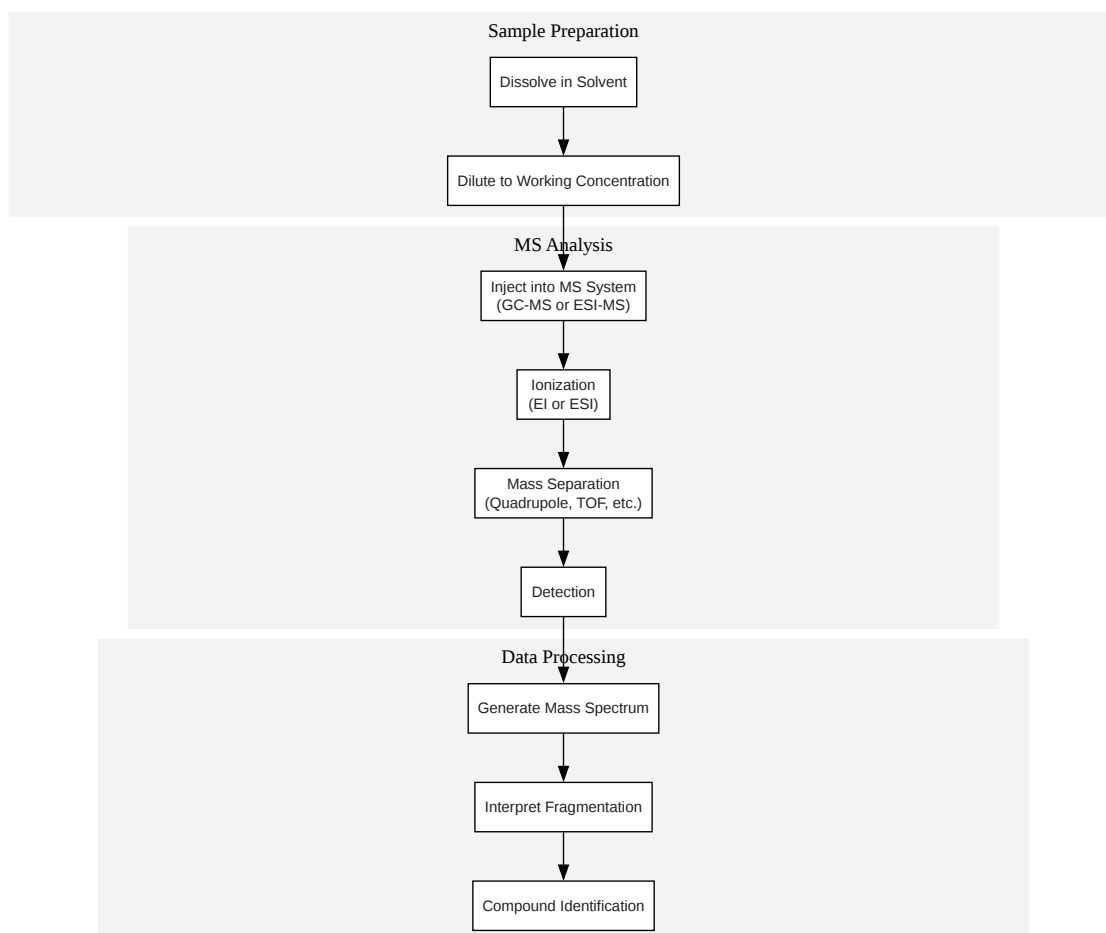 Sample Preparation
Dissolve in Solvent
Dilute to Working Concentration
MS Analysis
Inject into MS System
(GC-MS or ESI-MS)
Ionization
(EI or ESI)
Mass Separation
(Quadrupole, TOF, etc.)
Detection
Data Processing
Generate Mass Spectrum
Interpret Fragmentation
Compound Identification